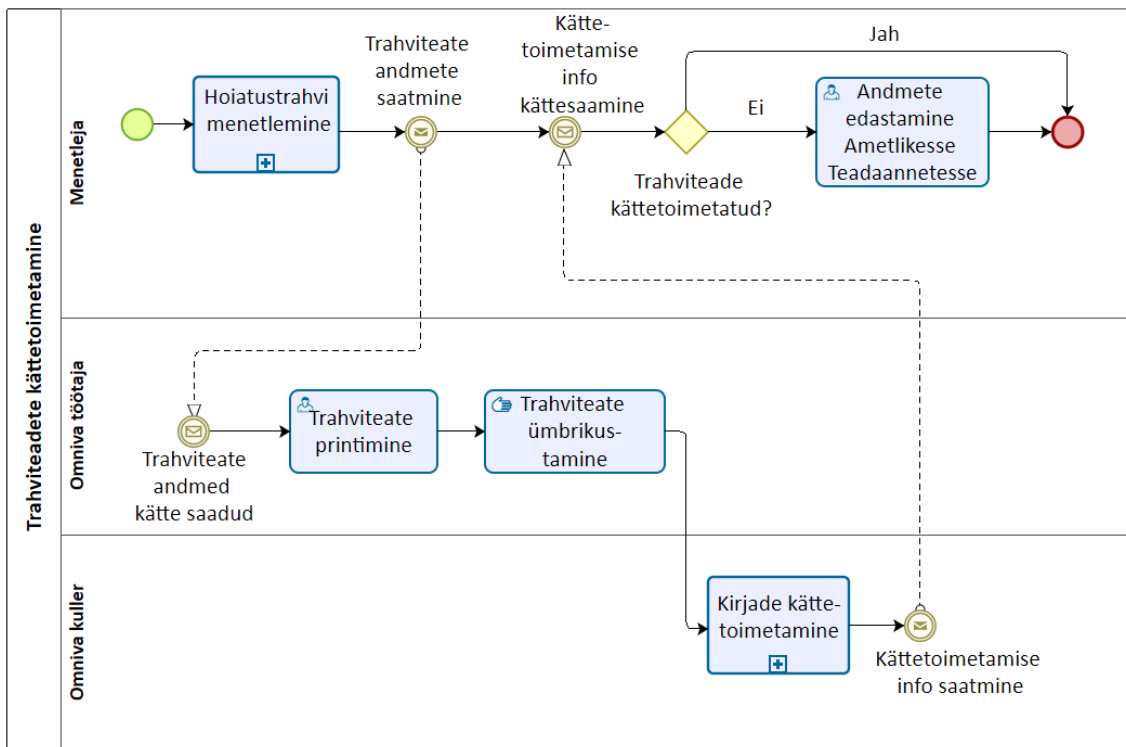 Trahviteadete kättetoimetamine
Menetleja
Hoiatustrahvi
menetlemine
Trahviteate
andmete
saatmine
Kätte-
toimetamise
info
kättesaamine
Trahviteade
kättetoimetatud?
Jah
Ei
Andmete
edastamine
Ametlikesse
Teadaannetesse
Omniva töötaja
Trahviteate
andmed
kätte saadud
Trahviteate
printimine
Trahviteate
ümbrikus-
tamine
Omniva kuller
Kirjade kätte-
toimetamine
Kättetoimetamise
info saatmine